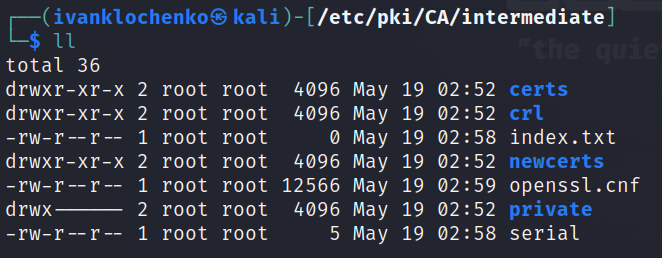 ┌──(ivanklochenko㉿kali)-[/etc/pki/CA/intermediate]
└─$ ll
"the quie
total 36
drwxr-xr-x 2 root root  4096 May 19 02:52 certs
drwxr-xr-x 2 root root  4096 May 19 02:52 crl
-rw-r--r-- 1 root root     0 May 19 02:58 index.txt
drwxr-xr-x 2 root root  4096 May 19 02:52 newcerts
-rw-r--r-- 1 root root 12566 May 19 02:59 openssl.cnf
drwx------ 2 root root  4096 May 19 02:52 private
-rw-r--r-- 1 root root     5 May 19 02:58 serial